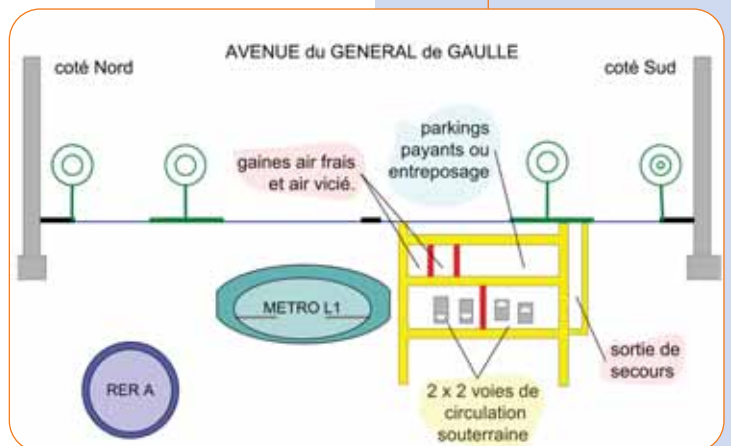 AVENUE du GENERAL de GAULLE
coté Nord
coté Sud
parkings
payants ou
entreposage
gaines air frais
et air vicié.
METRO L1
RER A
sortie de
secours
2 x 2 voies de
circulation
souterraine